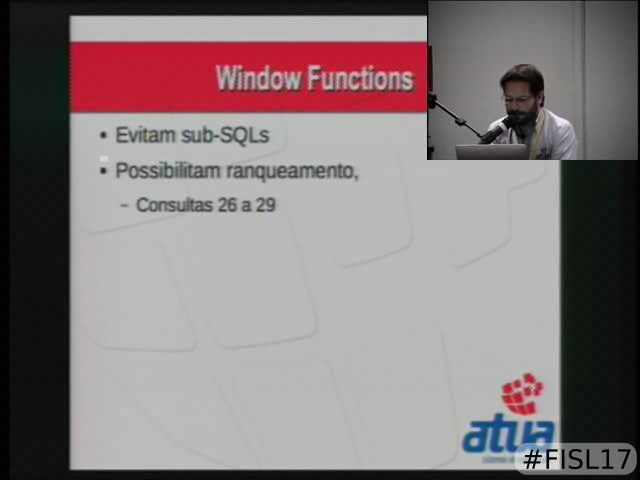 Window Functions
• Evitam sub-SQLs
• Possibilitam ranqueamento,
– Consultas 26 a 29
atua
#FISL17